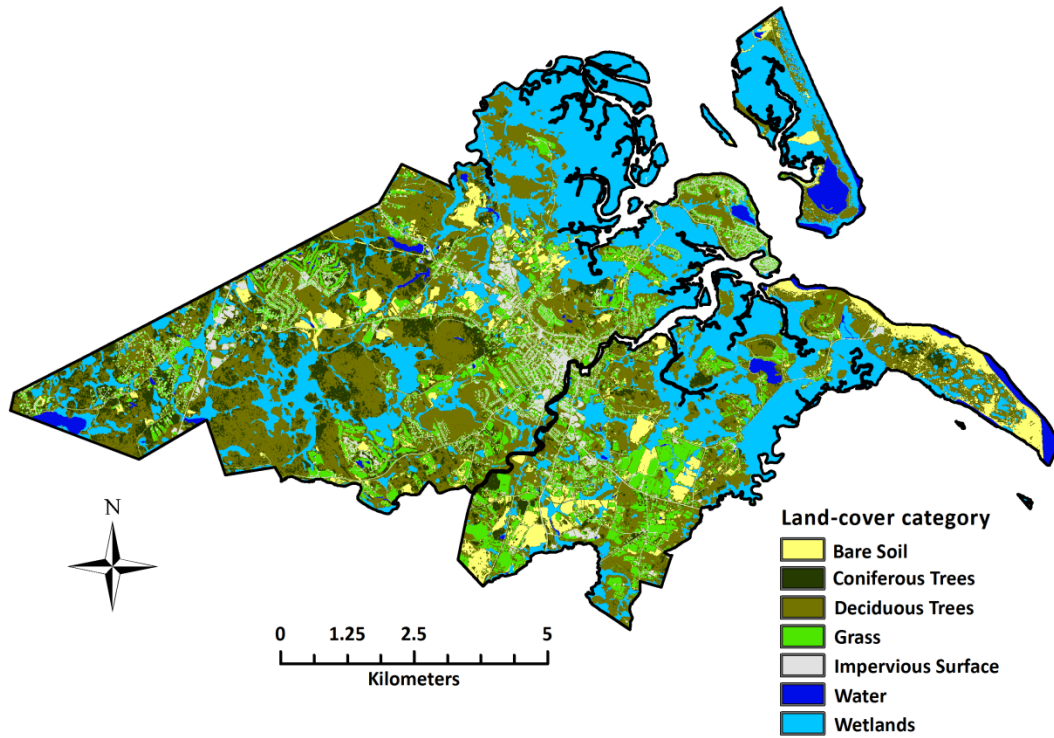 N
0 1.25 2.5 5
Kilometers
Land-cover category
Bare Soil
Coniferous Trees
Deciduous Trees
Grass
Impervious Surface
Water
Wetlands